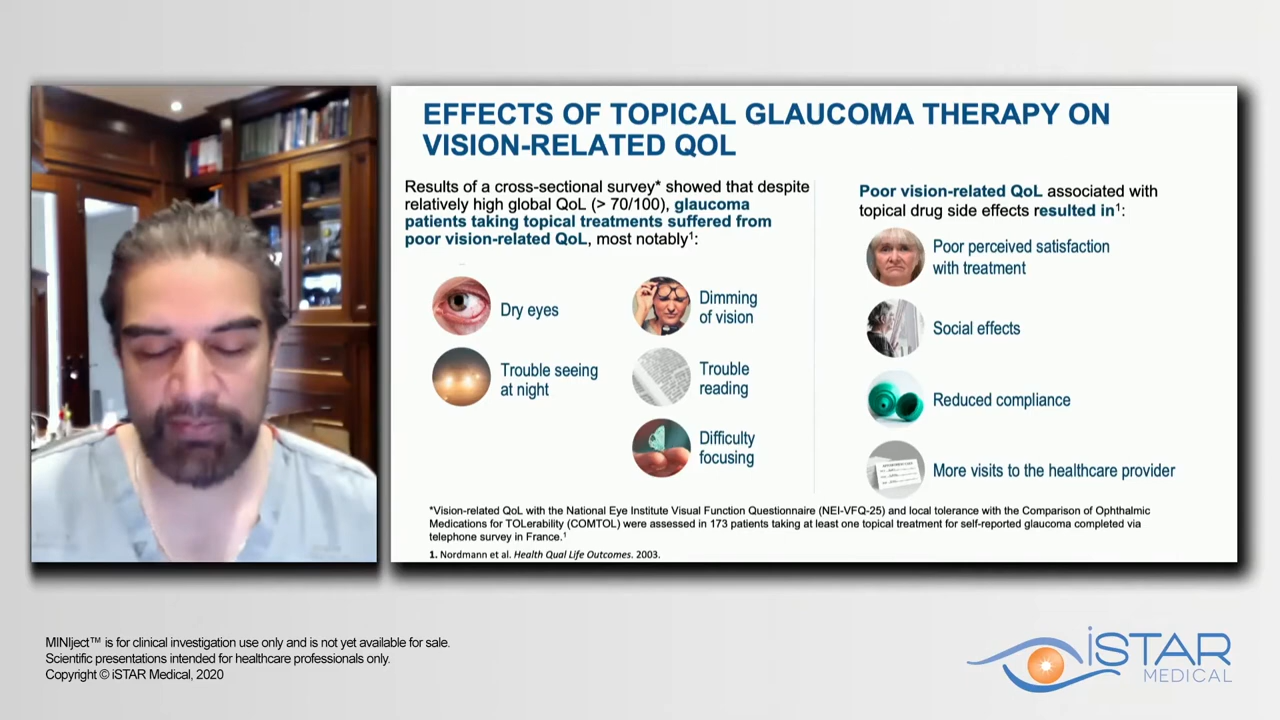 EFFECTS OF TOPICAL GLAUCOMA THERAPY ON
VISION-RELATED QOL
Results of a cross-sectional survey* showed that despite
relatively high global QoL (> 70/100), glaucoma
patients taking topical treatments suffered from
poor vision-related QoL, most notably¹:
Dry eyes
Trouble seeing
at night
Dimming
of vision
Trouble
reading
Difficulty
focusing
Poor vision-related QoL associated with
topical drug side effects resulted in¹:
Poor perceived satisfaction
with treatment
Social effects
Reduced compliance
More visits to the healthcare provider
*Vision-related QoL with the National Eye Institute Visual Function Questionnaire (NEI-VFQ-25) and local tolerance with the Comparison of Ophthalmic
Medications for TOLerability (COMTOL) were assessed in 173 patients taking at least one topical treatment for self-reported glaucoma completed via
telephone survey in France.¹
1. Nordmann et al. Health Qual Life Outcomes. 2003.
MINIject™ is for clinical investigation use only and is not yet available for sale.
Scientific presentations intended for healthcare professionals only.
Copyright © iSTAR Medical, 2020
iSTAR
MEDICAL